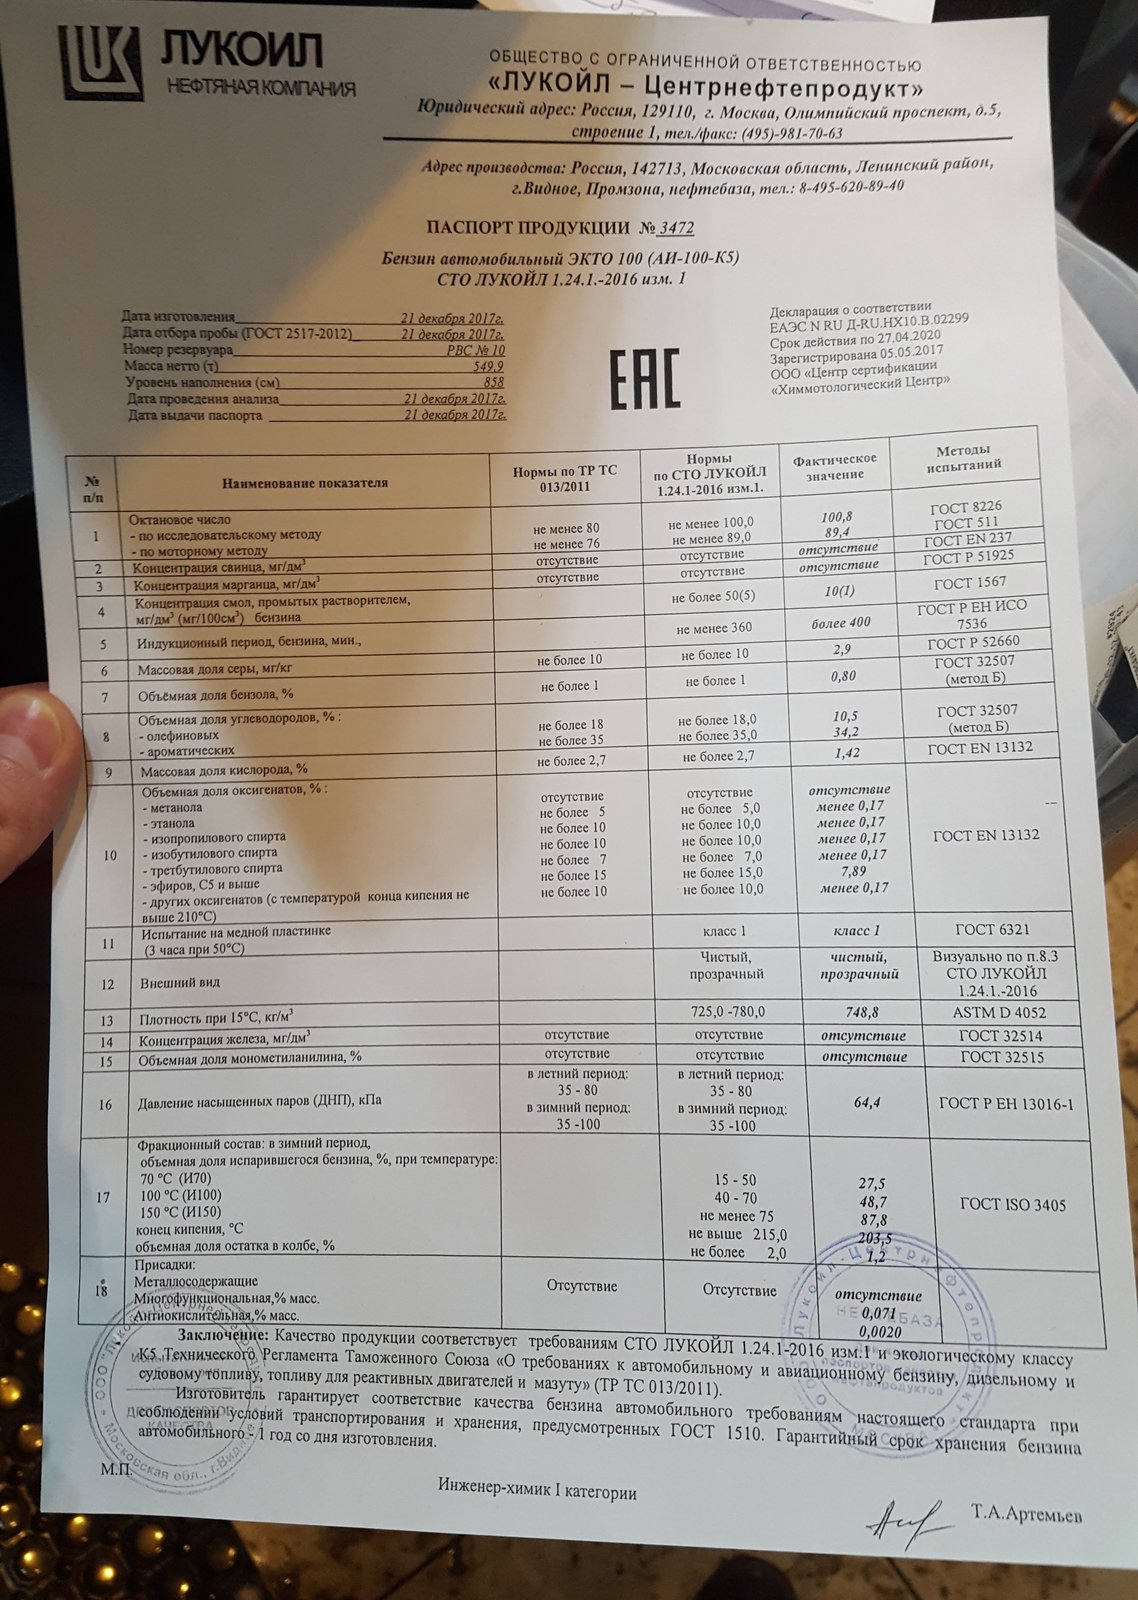 ЛУКОЙЛ
НЕФТЯНАЯ КОМПАНИЯ
ОБЩЕСТВО С ОГРАНИЧЕННОЙ ОТВЕТСТВЕННОСТЬЮ
«ЛУКОЙЛ – Центрнефтепродукт»
Юридический адрес: Россия, 129110, г. Москва, Олимпийский проспект, д.5,
строение 1, тел./факс: (495)-981-70-63
Адрес производства: Россия, 142713, Московская область, Ленинский район,
г.Видное, Промзона, нефтебаза, тел.: 8-495-620-89-40
ПАСПОРТ ПРОДУКЦИИ № 3472
Бензин автомобильный ЭКТО 100 (АИ-100-К5)
СТО ЛУКОЙЛ 1.24.1.-2016 изм. 1
Дата изготовления 21 декабря 2017г.
Дата отбора пробы (ГОСТ 2517-2012) 21 декабря 2017г.
Номер резервуара РВС № 10
Масса нетто (т) 549,9
Уровень наполнения (см) 858
Дата проведения анализа 21 декабря 2017г.
Дата выдачи паспорта 21 декабря 2017г.
EAC
Декларация о соответствии
ЕАЭС N RU Д-RU.НХ10.В.02299
Срок действия по 27.04.2020
Зарегистрирована 05.05.2017
ООО «Центр сертификации
«Химмотологический Центр»
№ п/п Наименование показателя Нормы по ТР ТС 013/2011 Нормы по СТО ЛУКОЙЛ 1.24.1-2016 изм.1. Фактическое значение Методы испытаний
1 Октановое число
- по исследовательскому методу не менее 80 не менее 100,0 100,8 ГОСТ 8226
- по моторному методу не менее 76 не менее 89,0 89,4 ГОСТ 511
2 Концентрация свинца, мг/дм³ отсутствие отсутствие отсутствие ГОСТ EN 237
3 Концентрация марганца, мг/дм³ отсутствие отсутствие отсутствие ГОСТ Р 51925
4 Концентрация смол, промытых растворителем,
мг/дм³ (мг/100см³) бензина не более 50(5) 10(1) ГОСТ 1567
5 Индукционный период, бензина, мин., не менее 360 более 400 ГОСТ Р ЕН ИСО 7536
6 Массовая доля серы, мг/кг не более 10 не более 10 2,9 ГОСТ Р 52660
7 Объёмная доля бензола, % не более 1 не более 1 0,80 ГОСТ 32507 (метод Б)
8 Объемная доля углеводородов, % :
- олефиновых не более 18 не более 18,0 10,5 ГОСТ 32507
- ароматических не более 35 не более 35,0 34,2 (метод Б)
9 Массовая доля кислорода, % не более 2,7 не более 2,7 1,42 ГОСТ EN 13132
10 Объемная доля оксигенатов, % :
- метанола отсутствие отсутствие отсутствие
- этанола не более 5 не более 5,0 менее 0,17
- изопропилового спирта не более 10 не более 10,0 менее 0,17
- изобутилового спирта не более 10 не более 10,0 менее 0,17 ГОСТ EN 13132
- третбутилового спирта не более 7 не более 7,0 менее 0,17
- эфиров, С5 и выше не более 15 не более 15,0 7,89
- других оксигенатов (с температурой конца кипения не не более 10 не более 10,0 менее 0,17
выше 210°С)
11 Испытание на медной пластинке
(3 часа при 50°С) класс 1 класс 1 ГОСТ 6321
12 Внешний вид Чистый, прозрачный чистый, прозрачный Визуально по п.8.3 СТО ЛУКОЙЛ 1.24.1.-2016
13 Плотность при 15°С, кг/м³ 725,0 -780,0 748,8 ASTM D 4052
14 Концентрация железа, мг/дм³ отсутствие отсутствие отсутствие ГОСТ 32514
15 Объемная доля монометиланилина, % отсутствие отсутствие отсутствие ГОСТ 32515
16 Давление насыщенных паров (ДНП), кПа в летний период: 35 - 80 в зимний период: 35 -100 в летний период: 35 - 80 в зимний период: 35 -100 64,4 ГОСТ Р ЕН 13016-1
17 Фракционный состав: в зимний период,
объемная доля испарившегося бензина, %, при температуре:
70 °С (И70) 15 - 50 27,5
100 °С (И100) 40 - 70 48,7 ГОСТ ISO 3405
150 °С (И150) не менее 75 87,8
конец кипения, °С не выше 215,0 203,5
объемная доля остатка в колбе, % не более 2,0 1,2
18 Присадки:
Металлосодержащие Отсутствие Отсутствие отсутствие
Многофункциональная,% масс. 0,071
Антиокислительная,% масс. 0,0020
Заключение: Качество продукции соответствует требованиям СТО ЛУКОЙЛ 1.24.1-2016 изм.1 и экологическому классу
К5 Технического Регламента Таможенного Союза «О требованиях к автомобильному и авиационному бензину, дизельному и
судовому топливу, топливу для реактивных двигателей и мазуту» (ТР ТС 013/2011).
Изготовитель гарантирует соответствие качества бензина автомобильного требованиям настоящего стандарта при
соблюдении условий транспортирования и хранения, предусмотренных ГОСТ 1510. Гарантийный срок хранения бензина
автомобильного - 1 год со дня изготовления.
М.П.
Инженер-химик I категории
Т.А.Артемьев